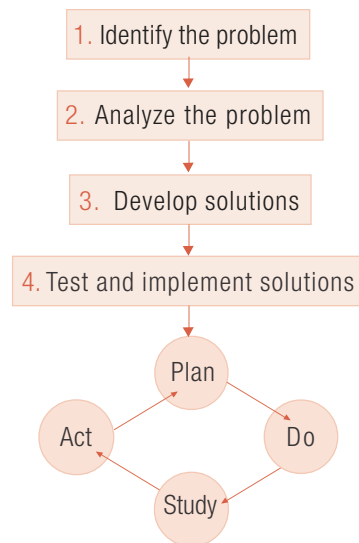 1. Identify the problem
2. Analyze the problem
3. Develop solutions
4. Test and implement solutions
Plan
Act
Do
Study